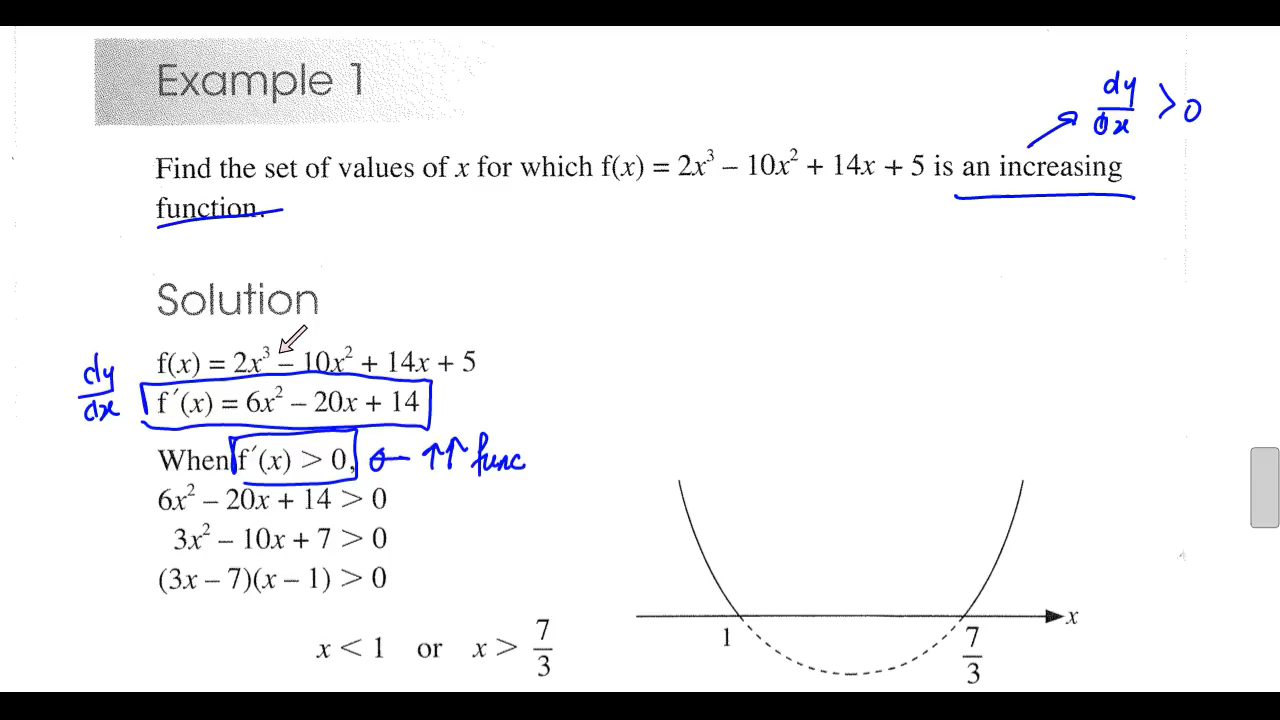 Example 1
dy/dx > 0
Find the set of values of x for which f(x) = 2x³ – 10x² + 14x + 5 is an increasing
function.
Solution
f(x) = 2x³ – 10x² + 14x + 5
dy/dx
f′(x) = 6x² – 20x + 14
When f′(x) > 0, ← ↑↑ func
6x² – 20x + 14 > 0
3x² – 10x + 7 > 0
(3x – 7)(x – 1) > 0
x < 1 or x > 7/3
1 7/3 x